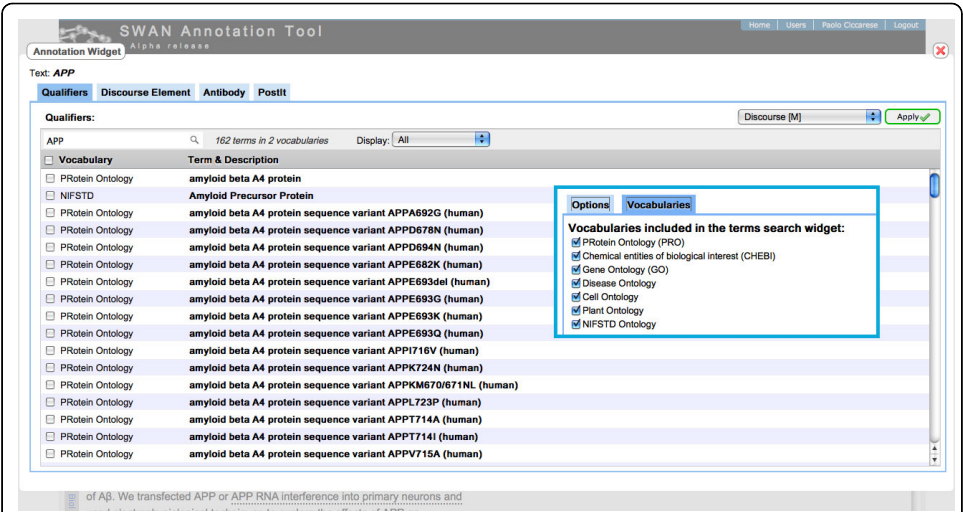 SWAN Annotation Tool
Home | Users | Paolo Ciccarese | Logout
Annotation Widget
Alpha release
Text: APP
Qualifiers Discourse Element Antibody PostIt
Qualifiers:
Discourse [M]
Apply
APP
162 terms in 2 vocabularies
Display: All
Vocabulary Term & Description
PRotein Ontology amyloid beta A4 protein
NIFSTD Amyloid Precursor Protein
PRotein Ontology amyloid beta A4 protein sequence variant APPA692G (human)
PRotein Ontology amyloid beta A4 protein sequence variant APPD678N (human)
PRotein Ontology amyloid beta A4 protein sequence variant APPD694N (human)
PRotein Ontology amyloid beta A4 protein sequence variant APPE682K (human)
PRotein Ontology amyloid beta A4 protein sequence variant APPE693del (human)
PRotein Ontology amyloid beta A4 protein sequence variant APPE693G (human)
PRotein Ontology amyloid beta A4 protein sequence variant APPE693K (human)
PRotein Ontology amyloid beta A4 protein sequence variant APPE693Q (human)
PRotein Ontology amyloid beta A4 protein sequence variant APPI716V (human)
PRotein Ontology amyloid beta A4 protein sequence variant APPK724N (human)
PRotein Ontology amyloid beta A4 protein sequence variant APPKM670/671NL (human)
PRotein Ontology amyloid beta A4 protein sequence variant APPL723P (human)
PRotein Ontology amyloid beta A4 protein sequence variant APPT714A (human)
PRotein Ontology amyloid beta A4 protein sequence variant APPT714I (human)
PRotein Ontology amyloid beta A4 protein sequence variant APPV715A (human)
Options Vocabularies
Vocabularies included in the terms search widget:
PRotein Ontology (PRO)
Chemical entities of biological interest (CHEBI)
Gene Ontology (GO)
Disease Ontology
Cell Ontology
Plant Ontology
NIFSTD Ontology
of Aβ. We transfected APP or APP RNA interference into primary neurons and